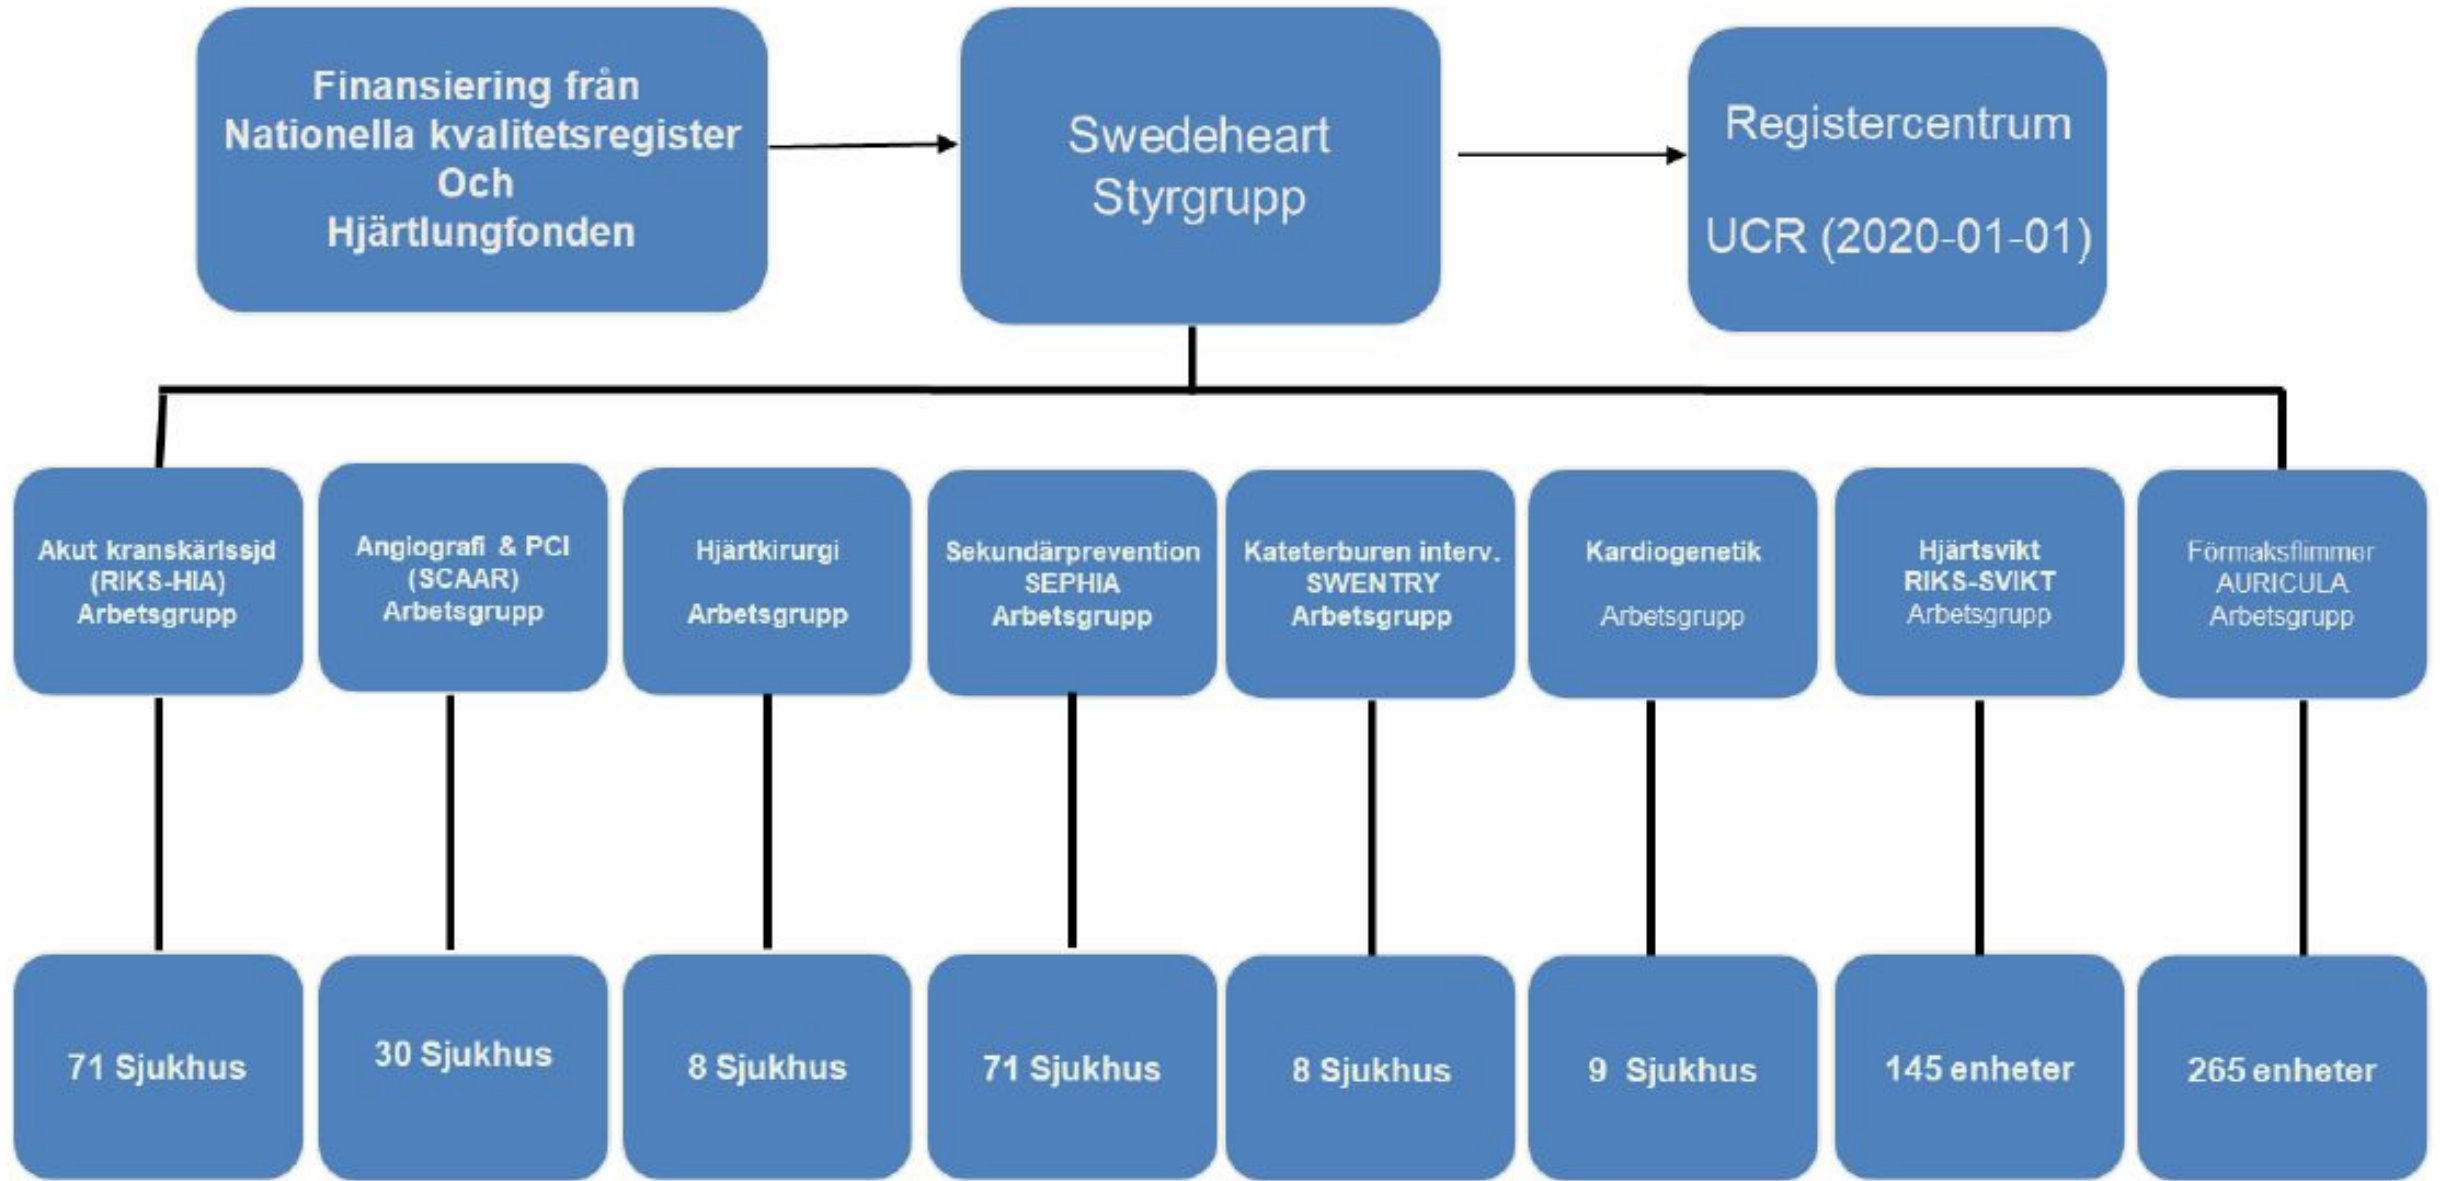 Finansiering från
Nationella kvalitetsregister
Och
Hjärtlungfonden
Swedeheart
Styrgrupp
Registercentrum
UCR (2020-01-01)
Akut kranskärlssjd
(RIKS-HIA)
Arbetsgrupp
Angiografi & PCI
(SCAAR)
Arbetsgrupp
Hjärtkirurgi
Arbetsgrupp
Sekundärprevention
SEPHIA
Arbetsgrupp
Kateterburen interv.
SWENTRY
Arbetsgrupp
Kardiogenetik
Arbetsgrupp
Hjärtsvikt
RIKS-SVIKT
Arbetsgrupp
Förmaksflimmer
AURICULA
Arbetsgrupp
71 Sjukhus
30 Sjukhus
8 Sjukhus
71 Sjukhus
8 Sjukhus
9 Sjukhus
145 enheter
265 enheter